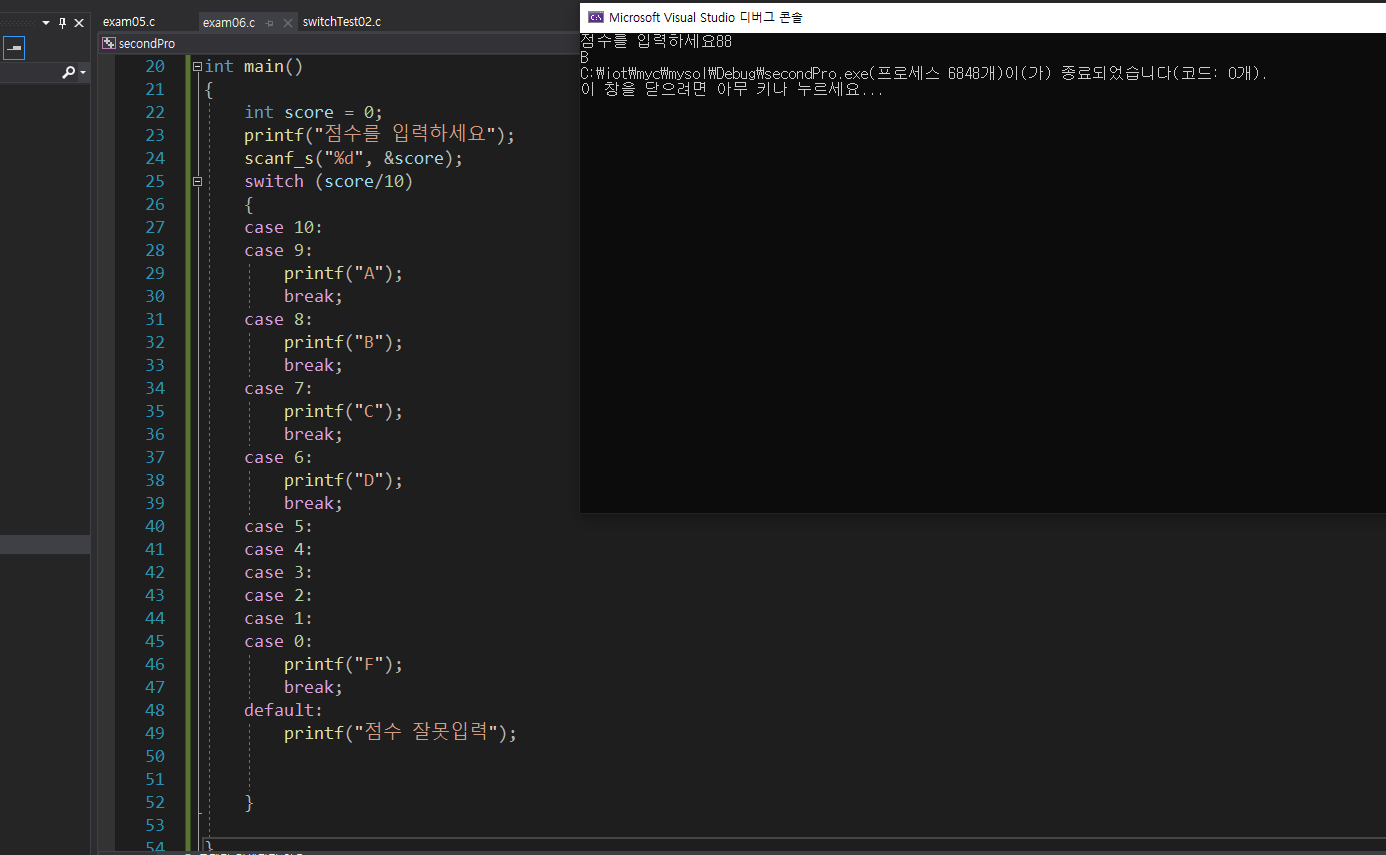 exam05.c
exam06.c
switchTest02.c
secondPro
20 int main()
21 {
22 int score = 0;
23 printf("점수를 입력하세요");
24 scanf_s("%d", &score);
25 switch (score/10)
26 {
27 case 10:
28 case 9:
29 printf("A");
30 break;
31 case 8:
32 printf("B");
33 break;
34 case 7:
35 printf("C");
36 break;
37 case 6:
38 printf("D");
39 break;
40 case 5:
41 case 4:
42 case 3:
43 case 2:
44 case 1:
45 case 0:
46 printf("F");
47 break;
48 default:
49 printf("점수 잘못입력");
50
51
52 }
53
54 }
Microsoft Visual Studio 디버그 콘솔
점수를 입력하세요88
B
C:\iot\myc\mysol\Debug\secondPro.exe(프로세스 6848개)이(가) 종료되었습니다(코드: 0개).
이 창을 닫으려면 아무 키나 누르세요...